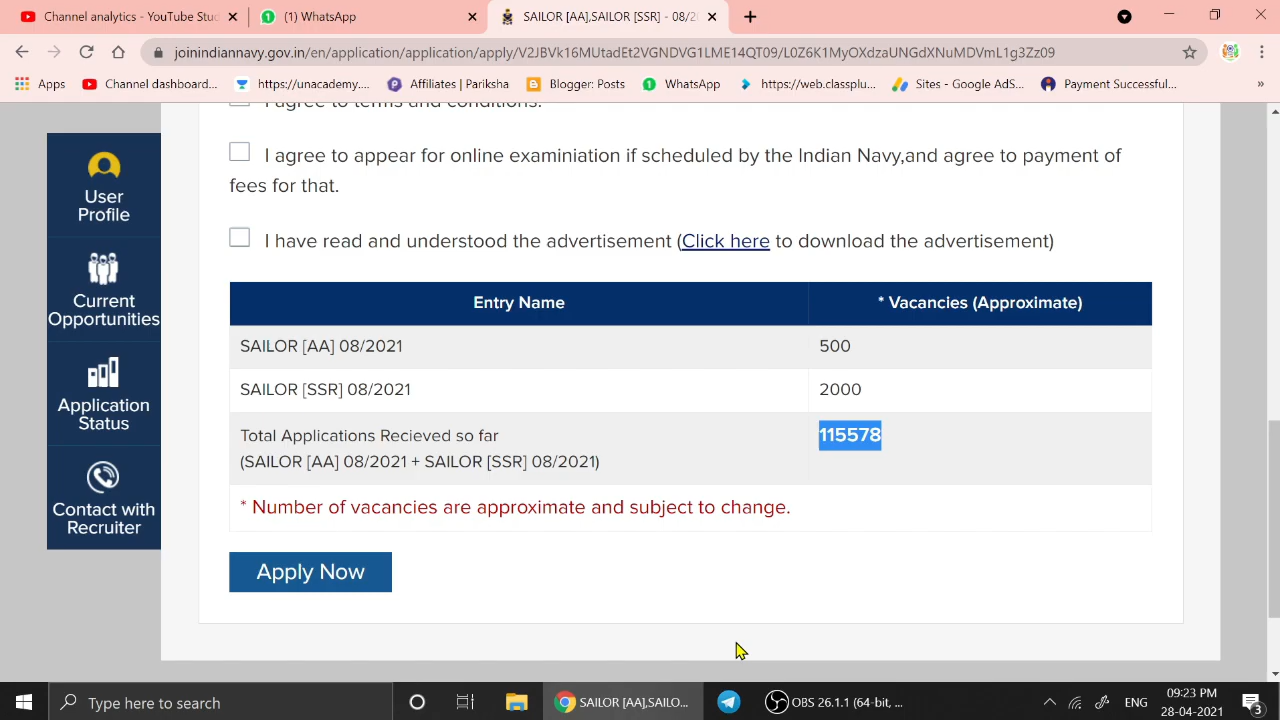 Channel analytics - YouTube Stu
(1) WhatsApp
SAILOR [AA],SAILOR [SSR] - 08/2
joinindiannavy.gov.in/en/application/application/apply/V2JBVk16MUtadEt2VGNDVG1LME14QT09/L0Z6K1MyOXdzaUNGdXNuMDVmL1g3Zz09
Apps
Channel dashboard...
https://unacademy....
Affiliates | Pariksha
Blogger: Posts
WhatsApp
https://web.classplu...
Sites - Google AdS...
Payment Successful...
»
I agree to terms and conditions.
I agree to appear for online examiniation if scheduled by the Indian Navy,and agree to payment of
fees for that.
I have read and understood the advertisement (Click here to download the advertisement)
User
Profile
Current
Opportunities
Application
Status
Contact with
Recruiter
Entry Name * Vacancies (Approximate)
SAILOR [AA] 08/2021 500
SAILOR [SSR] 08/2021 2000
Total Applications Recieved so far 115578
(SAILOR [AA] 08/2021 + SAILOR [SSR] 08/2021)
* Number of vacancies are approximate and subject to change.
Apply Now
Type here to search
SAILOR [AA],SAILO...
OBS 26.1.1 (64-bit, ...
ENG
09:23 PM
28-04-2021
3